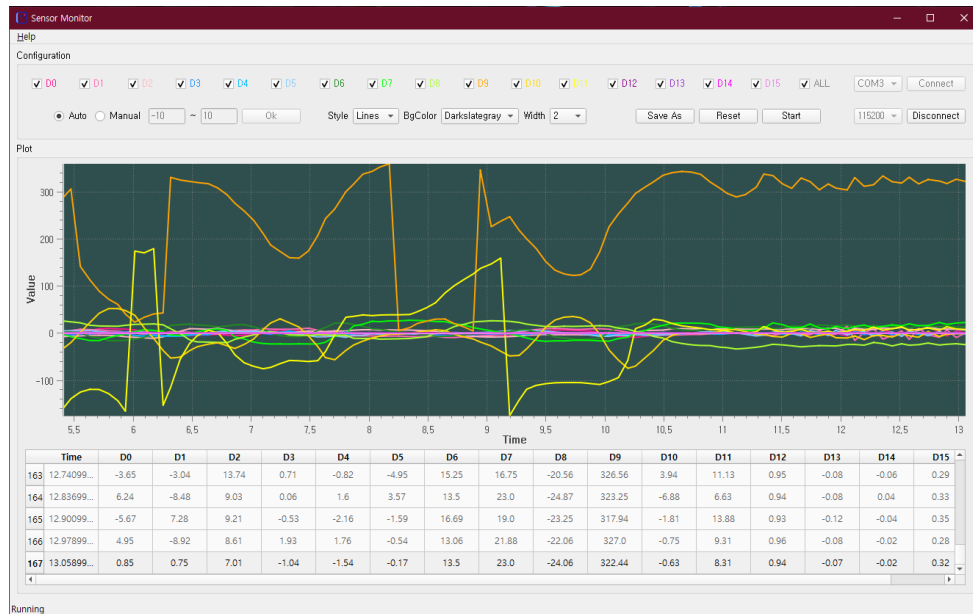 Sensor Monitor
Help
Configuration
D0 D1 D2 D3 D4 D5 D6 D7 D8 D9 D10 D11 D12 D13 D14 D15 ALL COM3 Connect
Auto Manual -10 ~ 10 Ok Style Lines BgColor Darkslategray Width 2 Save As Reset Start 115200 Disconnect
Plot
300
200
100
0
-100
Value
5,5 6 6,5 7 7,5 8 8,5 9 9,5 10 10,5 11 11,5 12 12,5 13
Time
Time D0 D1 D2 D3 D4 D5 D6 D7 D8 D9 D10 D11 D12 D13 D14 D15
163 12.74099... -3.65 -3.04 13.74 0.71 -0.82 -4.95 15.25 16.75 -20.56 326.56 3.94 11.13 0.95 -0.08 -0.06 0.29
164 12.83699... 6.24 -8.48 9.03 0.06 1.6 3.57 13.5 23.0 -24.87 323.25 -6.88 6.63 0.94 -0.08 0.04 0.33
165 12.90099... -5.67 7.28 9.21 -0.53 -2.16 -1.59 16.69 19.0 -23.25 317.94 -1.81 13.88 0.93 -0.12 -0.04 0.35
166 12.97899... 4.95 -8.92 8.61 1.93 1.76 -0.54 13.06 21.88 -22.06 327.0 -0.75 9.31 0.96 -0.08 -0.02 0.28
167 13.05899... 0.85 0.75 7.01 -1.04 -1.54 -0.17 13.5 23.0 -24.06 322.44 -0.63 8.31 0.94 -0.07 -0.02 0.32
Running